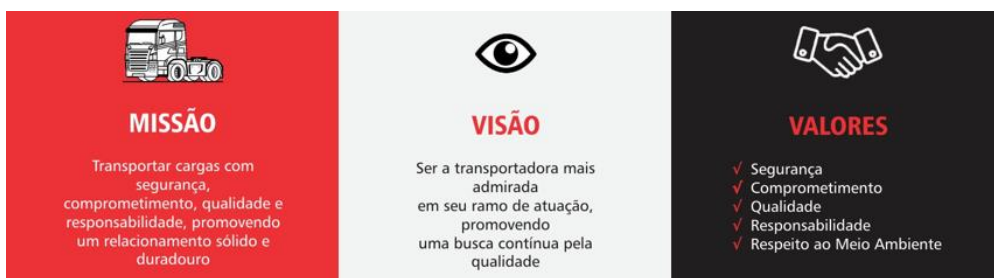 MISSÃO
Transportar cargas com
segurança,
comprometimento, qualidade e
responsabilidade, promovendo
um relacionamento sólido e
duradouro
VISÃO
Ser a transportadora mais
admirada
em seu ramo de atuação,
promovendo
uma busca contínua pela
qualidade
VALORES
√ Segurança
√ Comprometimento
√ Qualidade
√ Responsabilidade
√ Respeito ao Meio Ambiente